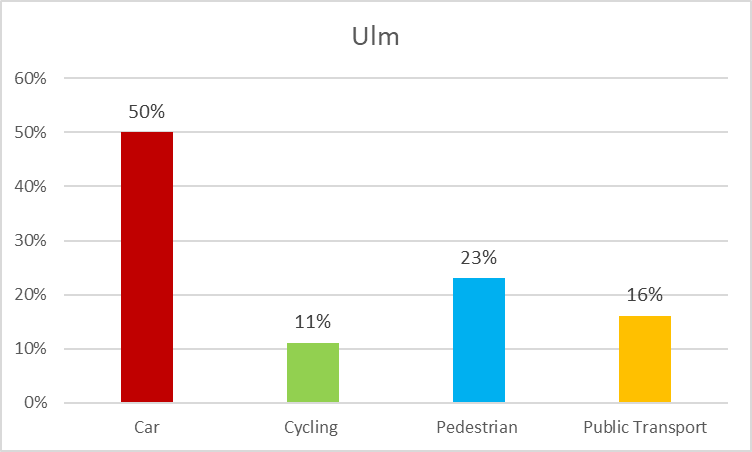 Ulm
60%
50%
40%
30%
20%
10%
0%
50%
11%
23%
16%
Car
Cycling
Pedestrian
Public Transport